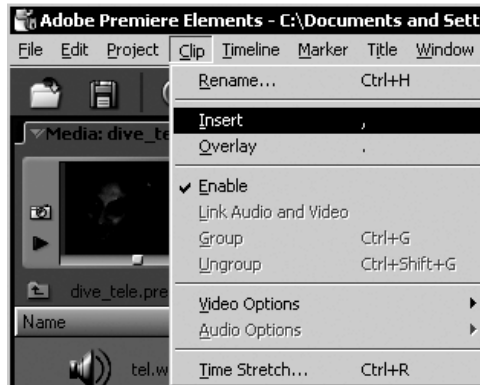 Adobe Premiere Elements - C:\Documents and Sett
File Edit Project Clip Timeline Marker Title Window
Rename... Ctrl+H
Media: dive_te
Insert ,
Overlay .
Enable
Link Audio and Video
Group Ctrl+G
Ungroup Ctrl+Shift+G
dive_tele.pre
Video Options
Name
Audio Options
tel.w
Time Stretch... Ctrl+R